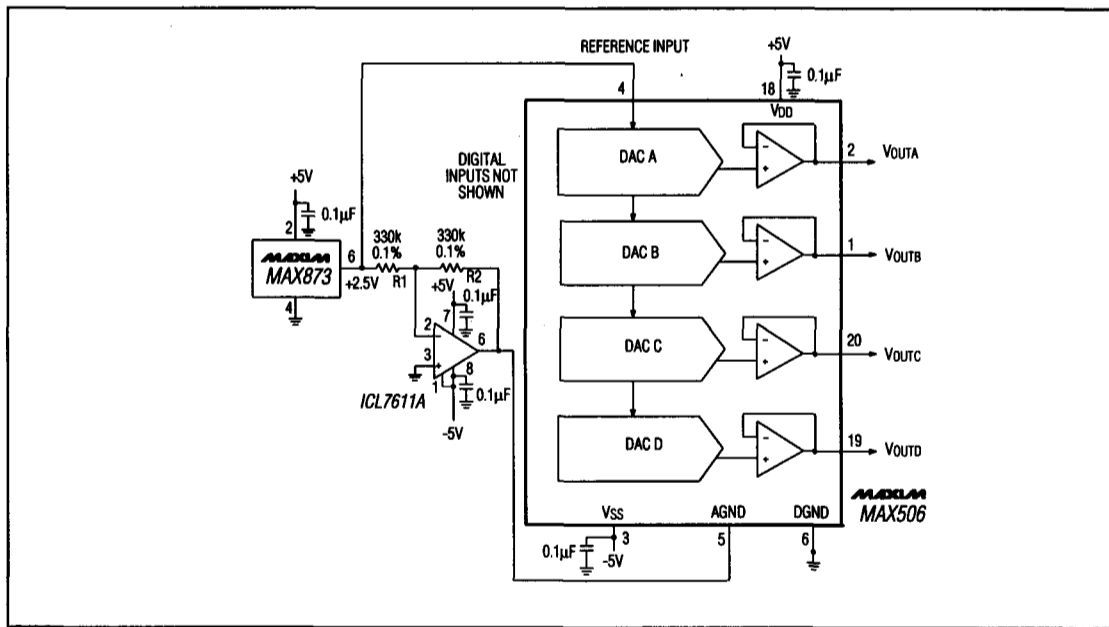 REFERENCE INPUT
+5V
0.1µF
4
18
VDD
DAC A
-
+
2
VOUTA
DIGITAL
INPUTS NOT
SHOWN
+5V
0.1µF
2
MAXIM
MAX873
6
+2.5V
4
330k
0.1%
R1
330k
0.1%
R2
+5V
0.1µF
7
2
-
3
+
6
8
1
0.1µF
ICL7611A
-5V
DAC B
-
+
1
VOUTB
DAC C
-
+
20
VOUTC
DAC D
-
+
19
VOUTD
MAXIM
MAX506
VSS
AGND
DGND
3
5
6
0.1µF
-5V